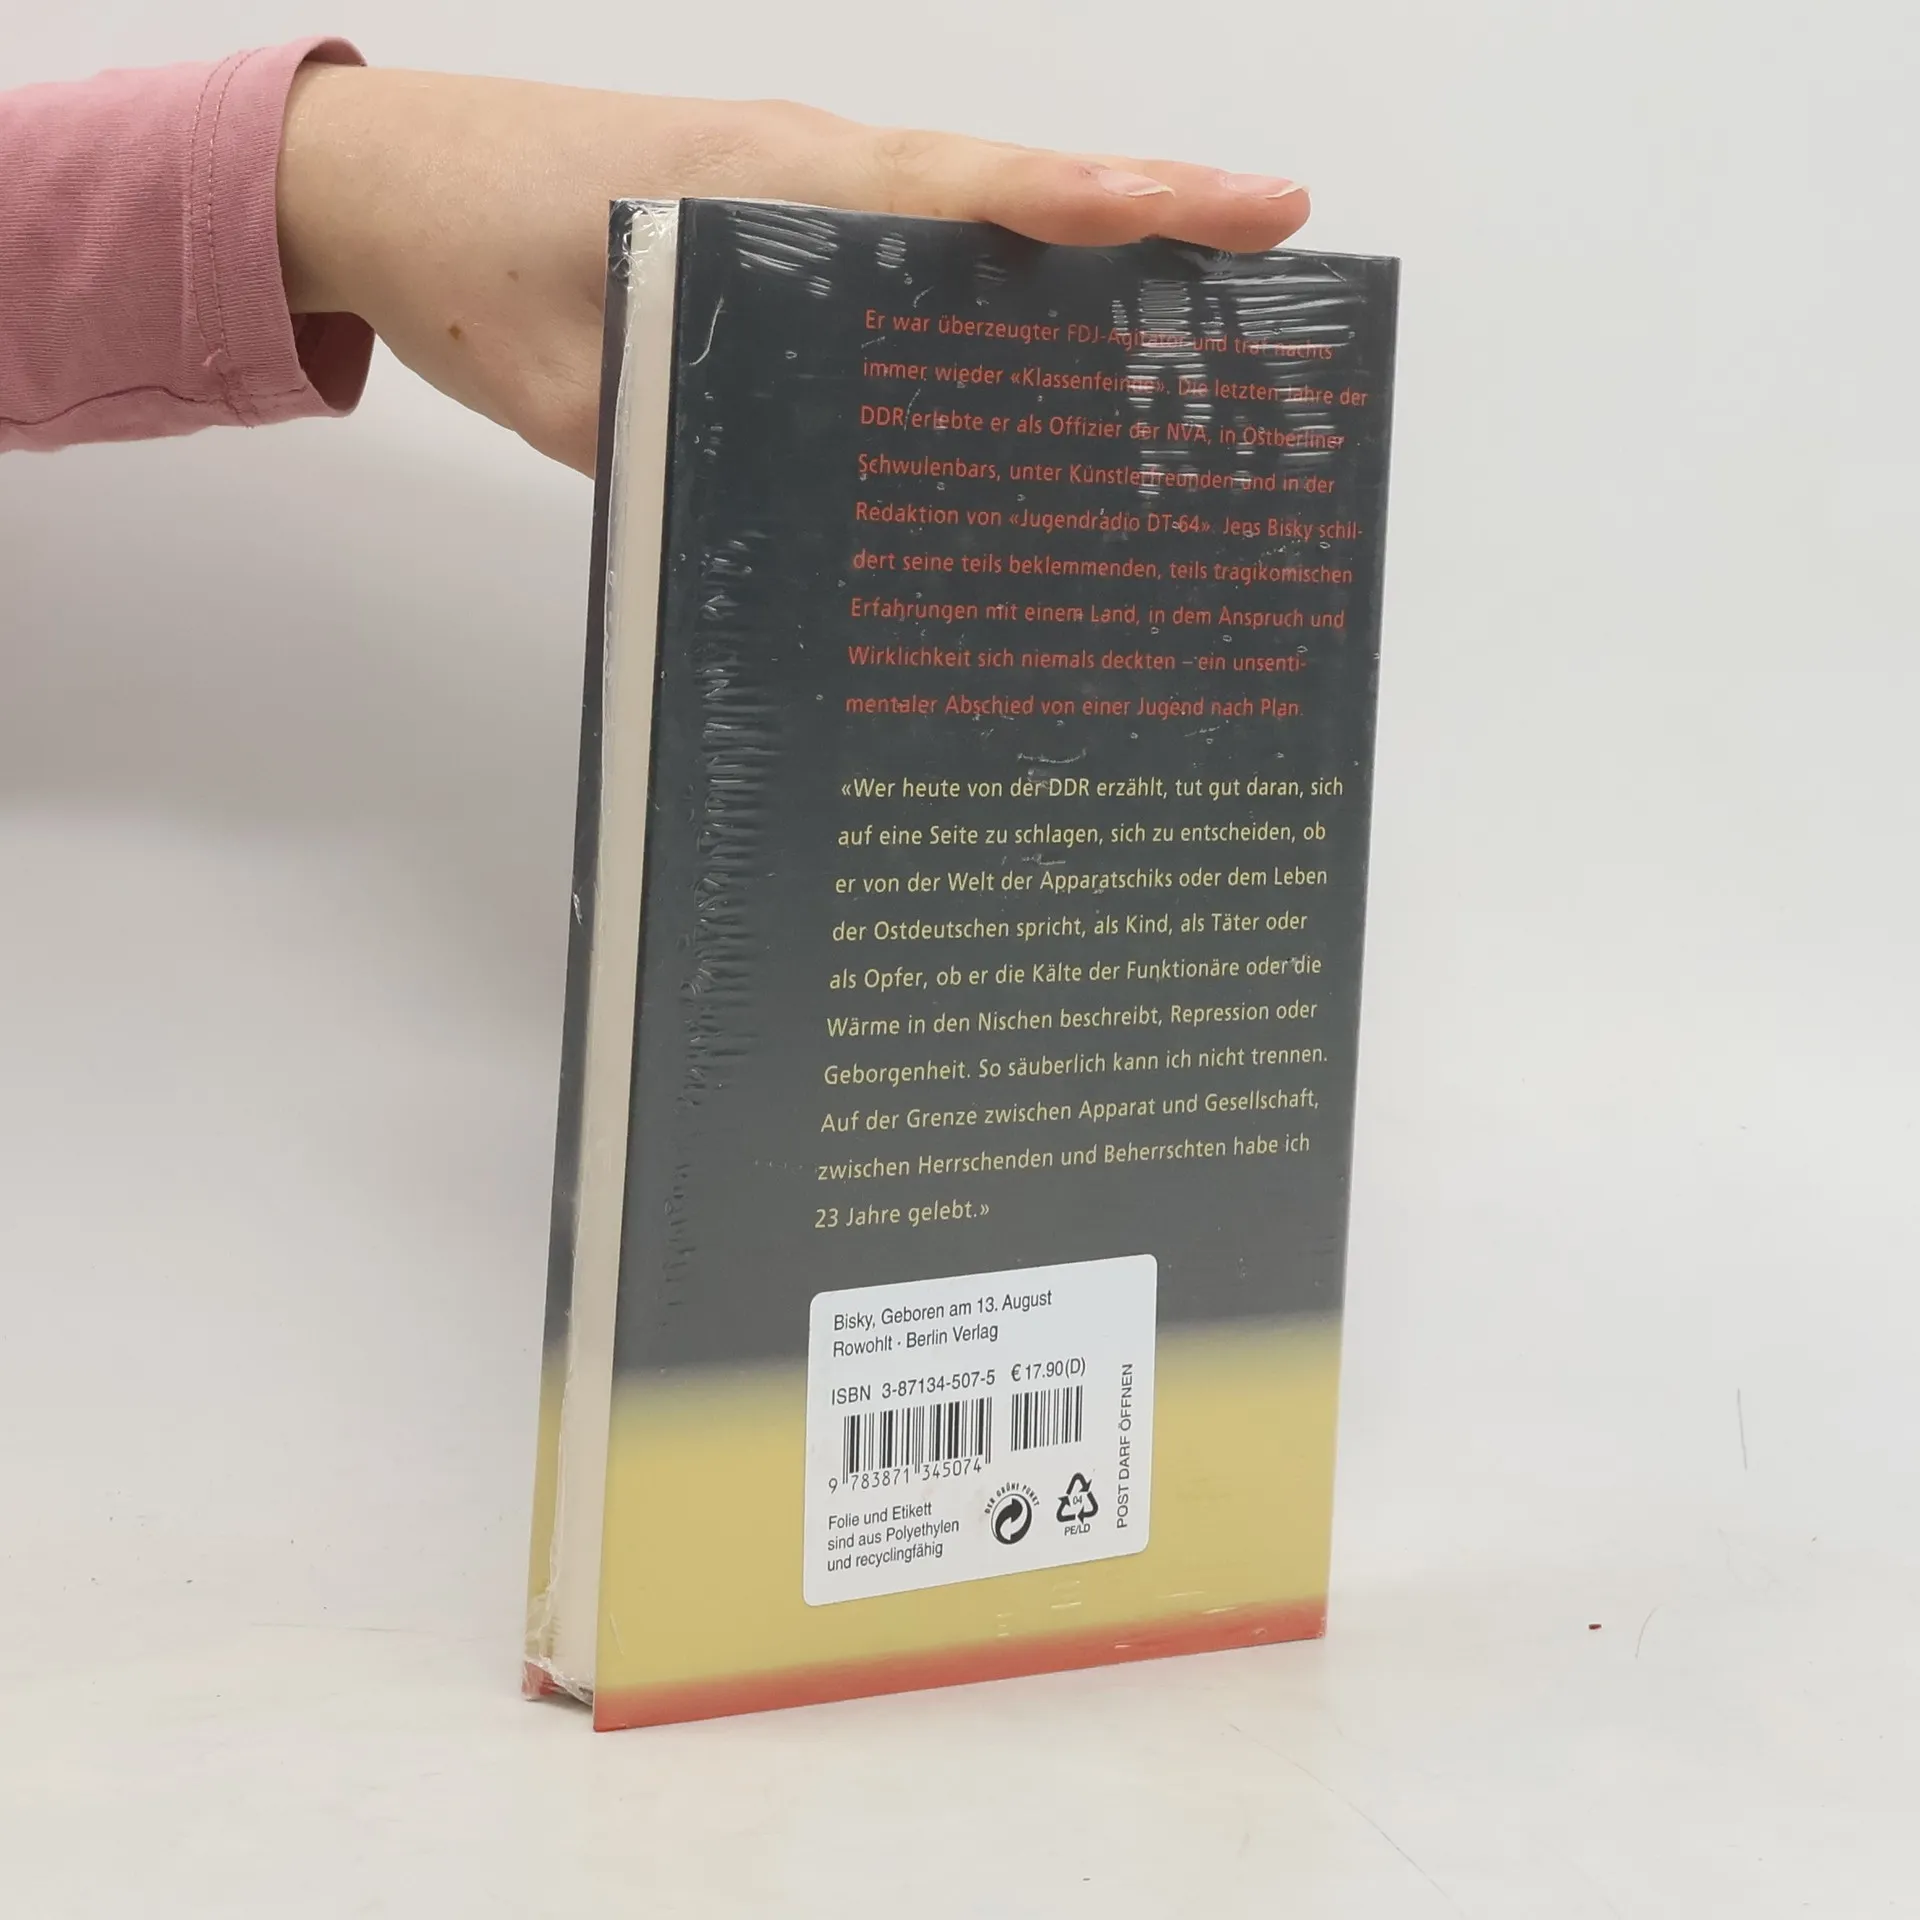 Er war überzeugter FDJ-Agitator und traf nachts
immer wieder «Klassenfeinde». Die letzten Jahre der
DDR erlebte er als Offizier der NVA, in Ostberliner
Schwulenbars, unter Künstlerfreunden und in der
Redaktion von «Jugendradio DT-64». Jens Bisky schil-
dert seine teils beklemmenden, teils tragikomischen
Erfahrungen mit einem Land, in dem Anspruch und
Wirklichkeit sich niemals deckten – ein unsenti-
mentaler Abschied von einer Jugend nach Plan.
«Wer heute von der DDR erzählt, tut gut daran, sich
auf eine Seite zu schlagen, sich zu entscheiden, ob
er von der Welt der Apparatschiks oder dem Leben
der Ostdeutschen spricht, als Kind, als Täter oder
als Opfer, ob er die Kälte der Funktionäre oder die
Wärme in den Nischen beschreibt, Repression oder
Geborgenheit. So säuberlich kann ich nicht trennen.
Auf der Grenze zwischen Apparat und Gesellschaft,
zwischen Herrschenden und Beherrschten habe ich
23 Jahre gelebt.»
Bisky, Geboren am 13. August
Rowohlt · Berlin Verlag
ISBN 3-87134-507-5 € 17.90 (D)
9 783871 345074
Folie und Etikett
sind aus Polyethylen
und recyclingfähig
DER GRÜNE PUNKT
04
PE/LD
POST DARF ÖFFNEN